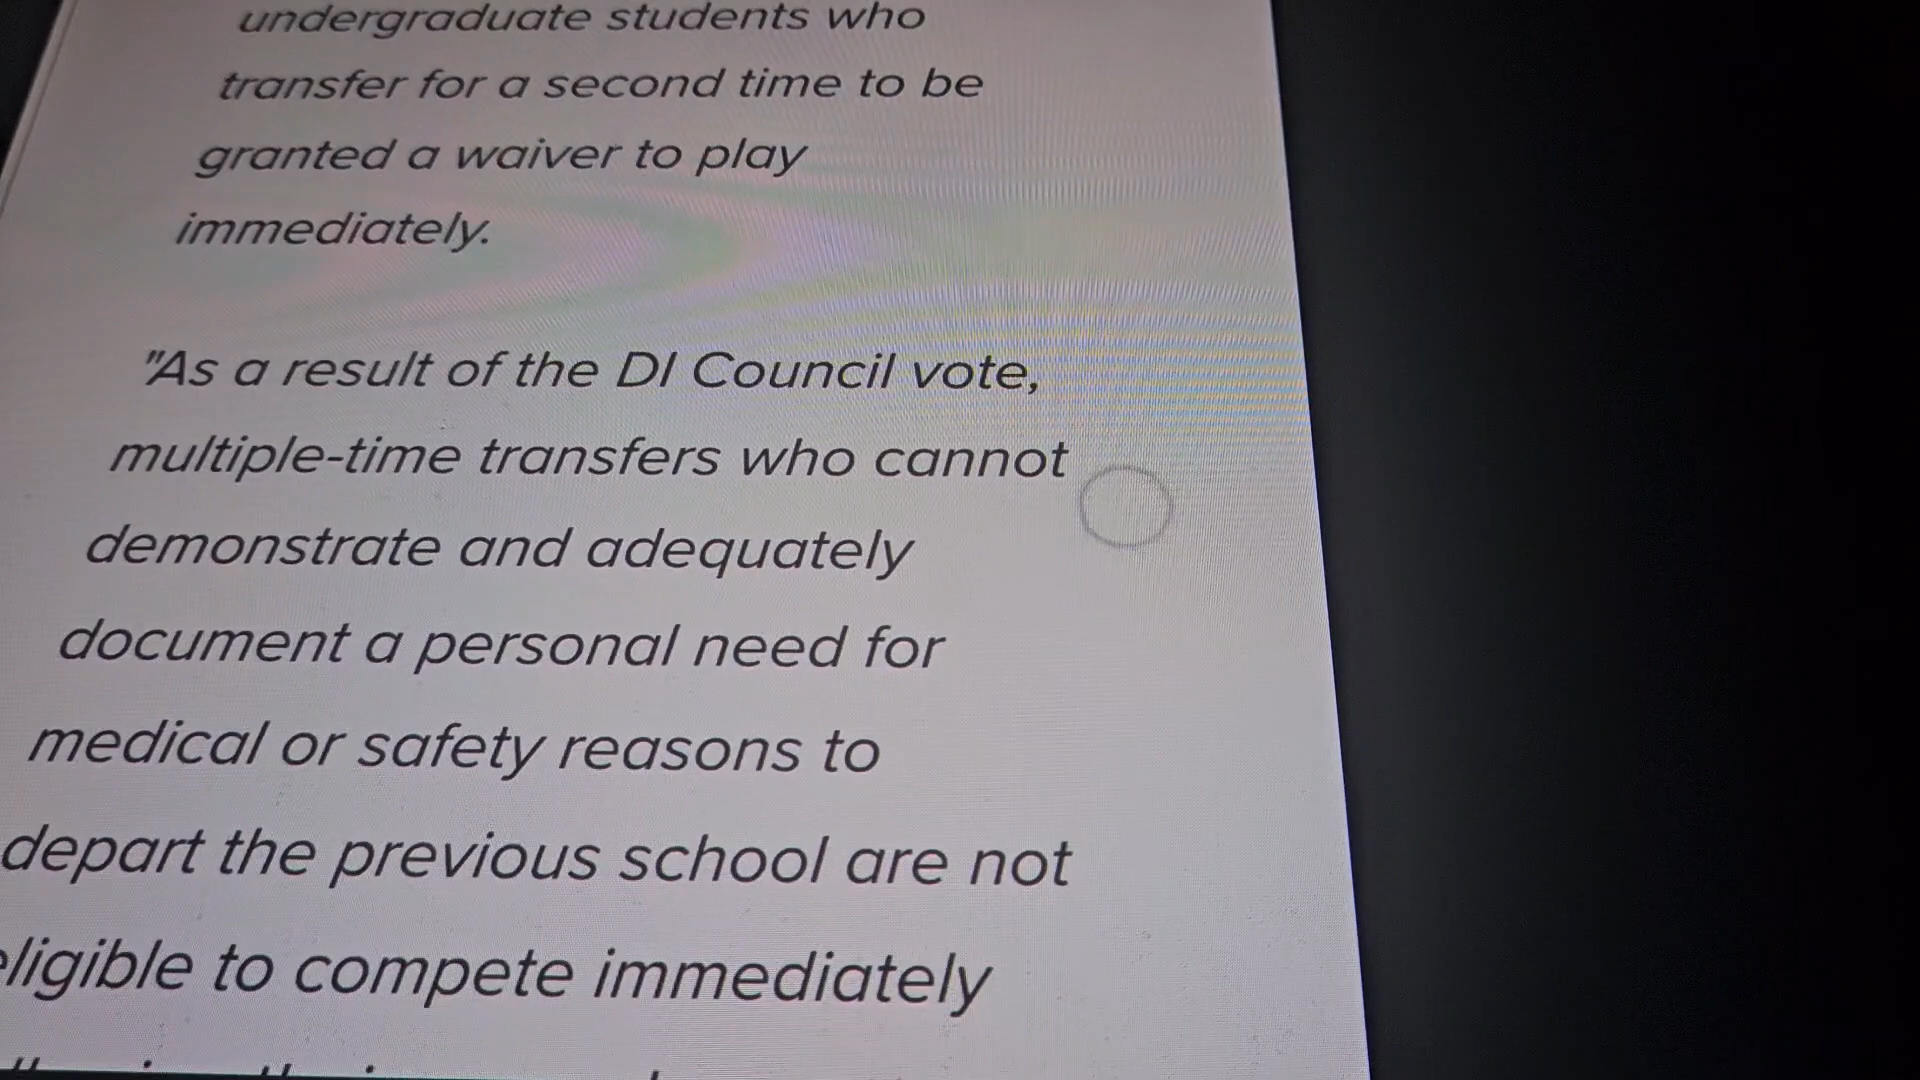 undergraduate students who
transfer for a second time to be
granted a waiver to play
immediately.
"As a result of the DI Council vote,
multiple-time transfers who cannot
demonstrate and adequately
document a personal need for
medical or safety reasons to
depart the previous school are not
eligible to compete immediately